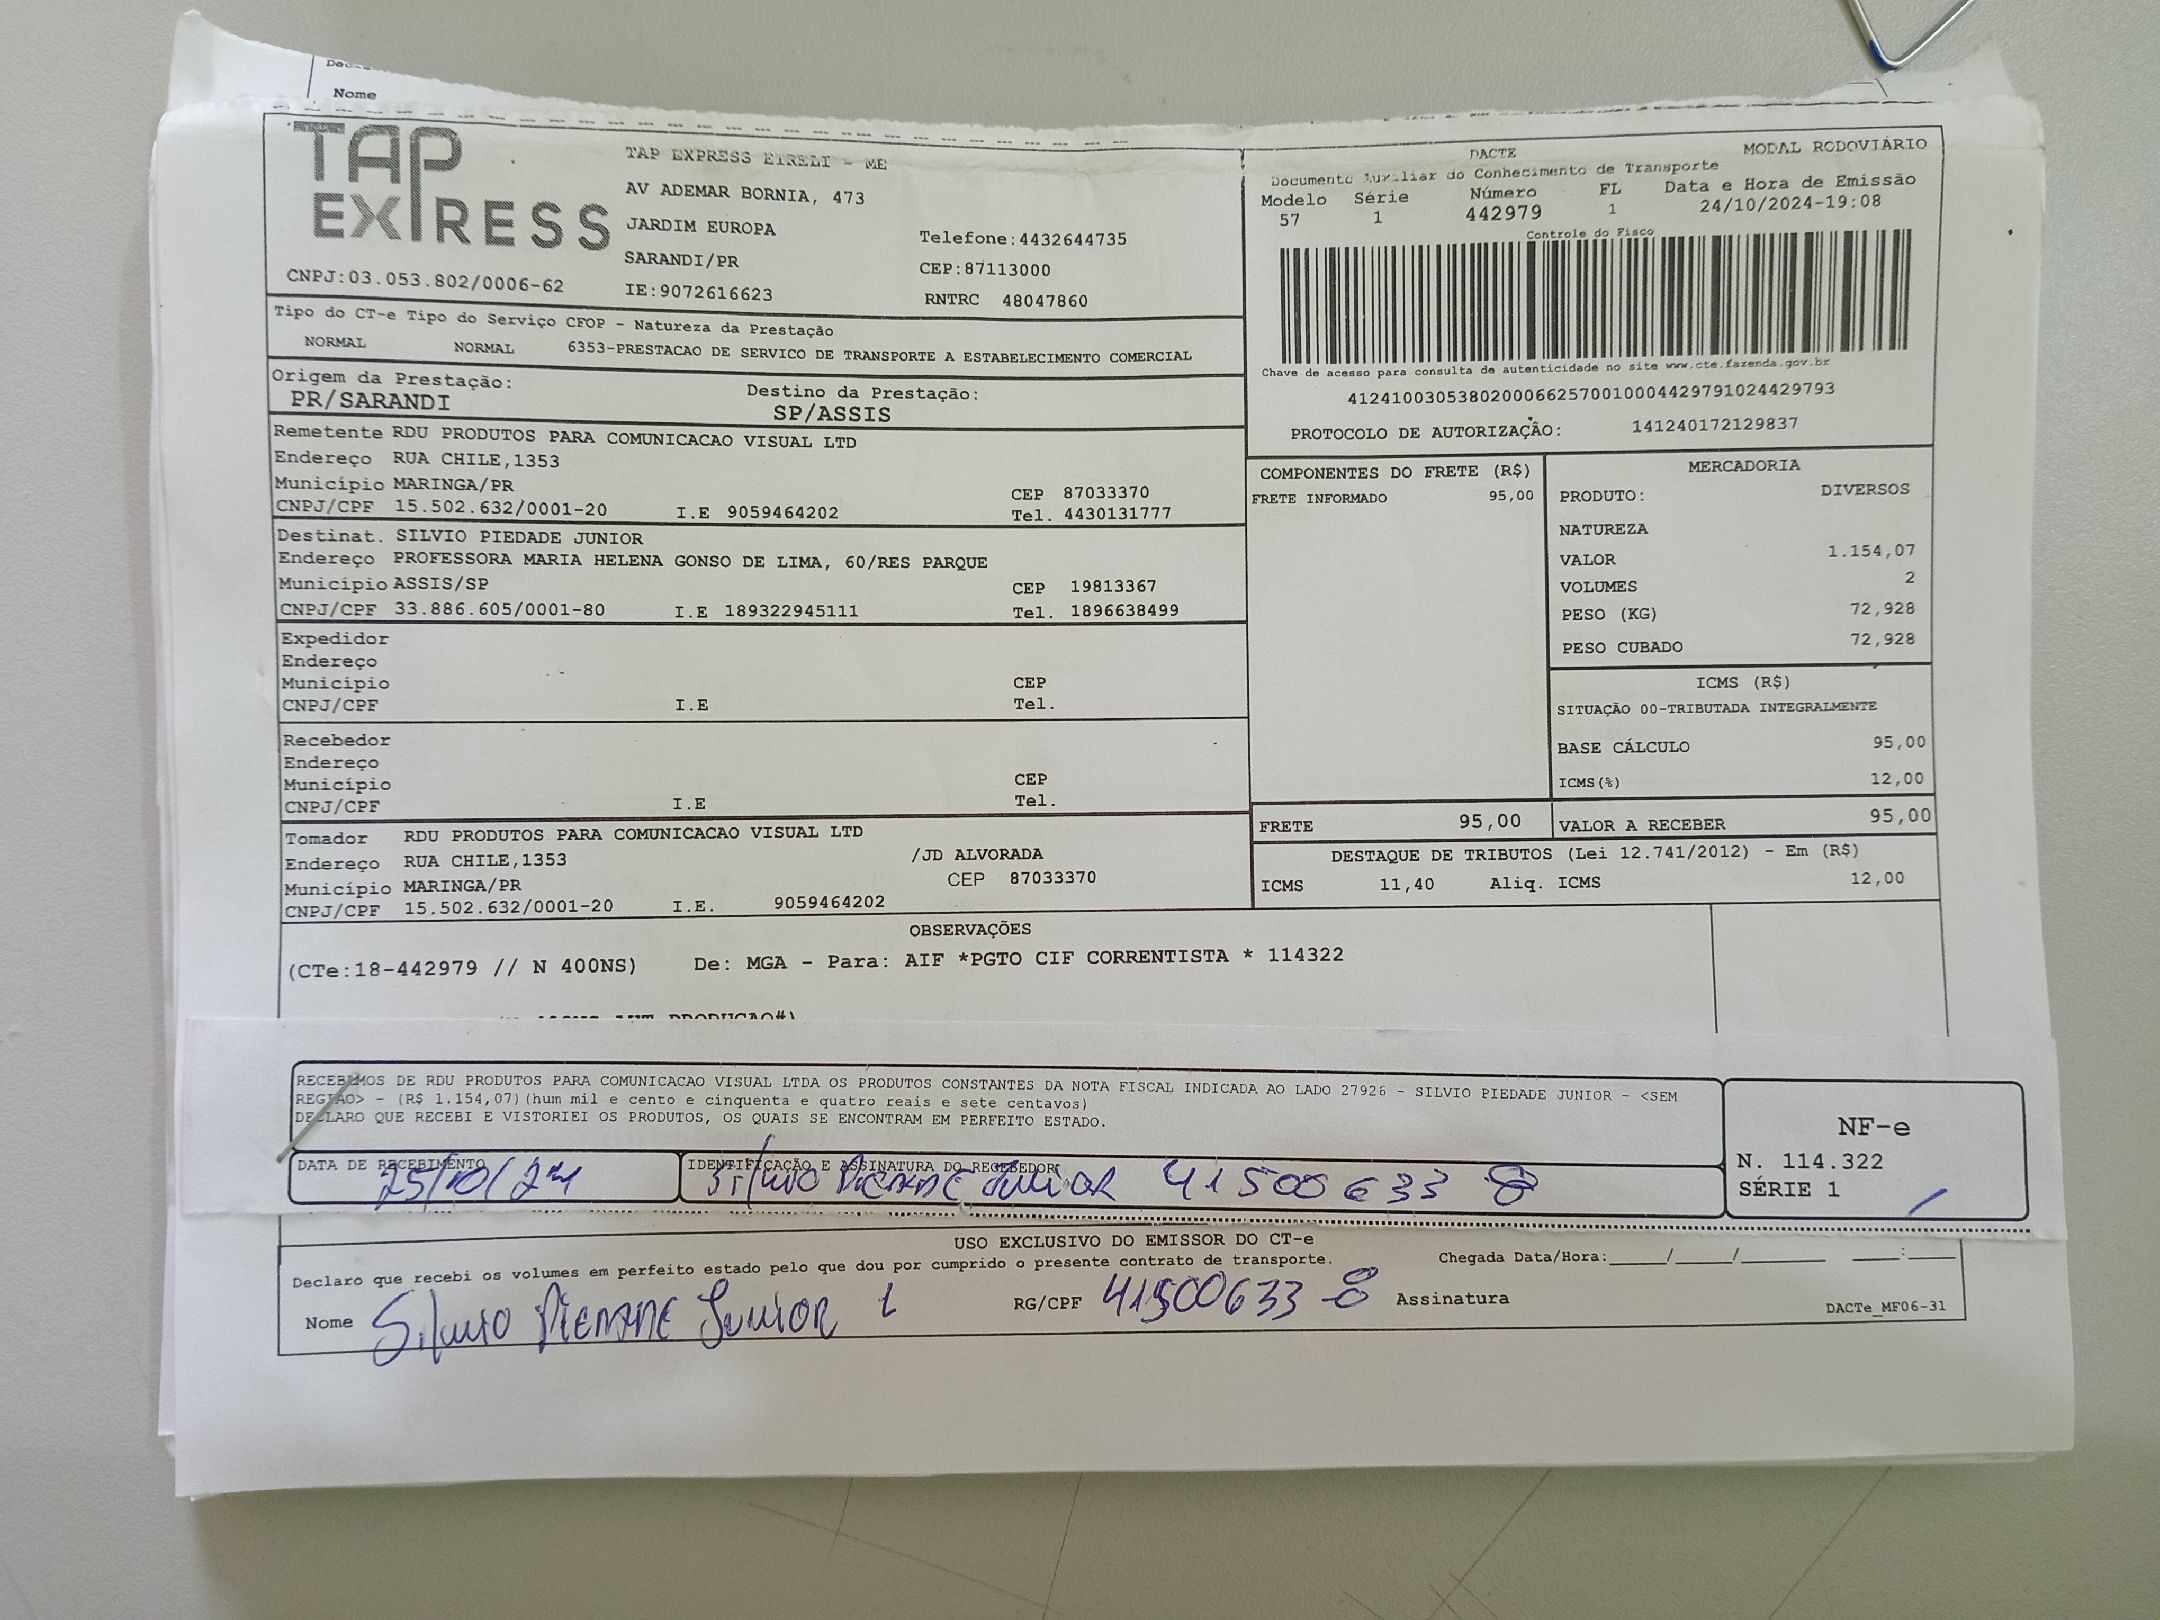 Nome
TAP
EXPRESS
CNPJ:03.053.802/0006-62
TAP EXPRESS EIRELI - ME
AV ADEMAR BORNIA, 473
JARDIM EUROPA
SARANDI/PR
IE:9072616623
Telefone:4432644735
CEP:87113000
RNTRC 48047860
DACTE MODAL RODOVIÁRIO
Documento Auxiliar do Conhecimento de Transporte
Modelo Série Número FL Data e Hora de Emissão
57 1 442979 1 24/10/2024-19:08
Controle do Fisco
Chave de acesso para consulta de autenticidade no site www.cte.fazenda.gov.br
41241003053802000662570010004429791024429793
PROTOCOLO DE AUTORIZAÇÃO: 141240172129837
Tipo do CT-e Tipo do Serviço CFOP - Natureza da Prestação
NORMAL NORMAL 6353-PRESTACAO DE SERVICO DE TRANSPORTE A ESTABELECIMENTO COMERCIAL
Origem da Prestação: Destino da Prestação:
PR/SARANDI SP/ASSIS
Remetente RDU PRODUTOS PARA COMUNICACAO VISUAL LTD
Endereço RUA CHILE,1353
Município MARINGA/PR CEP 87033370
CNPJ/CPF 15.502.632/0001-20 I.E 9059464202 Tel. 4430131777
Destinat. SILVIO PIEDADE JUNIOR
Endereço PROFESSORA MARIA HELENA GONSO DE LIMA, 60/RES PARQUE
Município ASSIS/SP CEP 19813367
CNPJ/CPF 33.886.605/0001-80 I.E 189322945111 Tel. 1896638499
Expedidor
Endereço
Município CEP
CNPJ/CPF I.E Tel.
Recebedor
Endereço
Município CEP
CNPJ/CPF I.E Tel.
Tomador RDU PRODUTOS PARA COMUNICACAO VISUAL LTD
Endereço RUA CHILE,1353 /JD ALVORADA
Município MARINGA/PR CEP 87033370
CNPJ/CPF 15.502.632/0001-20 I.E. 9059464202
COMPONENTES DO FRETE (R$)
FRETE INFORMADO 95,00
MERCADORIA
PRODUTO: DIVERSOS
NATUREZA
VALOR 1.154,07
VOLUMES 2
PESO (KG) 72,928
PESO CUBADO 72,928
ICMS (R$)
SITUAÇÃO 00-TRIBUTADA INTEGRALMENTE
BASE CÁLCULO 95,00
ICMS(%) 12,00
FRETE 95,00 VALOR A RECEBER 95,00
DESTAQUE DE TRIBUTOS (Lei 12.741/2012) - Em (R$)
ICMS 11,40 Aliq. ICMS 12,00
OBSERVAÇÕES
(CTe:18-442979 // N 400NS) De: MGA - Para: AIF *PGTO CIF CORRENTISTA * 114322
RECEBEMOS DE RDU PRODUTOS PARA COMUNICACAO VISUAL LTDA OS PRODUTOS CONSTANTES DA NOTA FISCAL INDICADA AO LADO 27926 - SILVIO PIEDADE JUNIOR - <SEM
REGIAO> - (R$ 1.154,07)(hum mil e cento e cinquenta e quatro reais e sete centavos)
DECLARO QUE RECEBI E VISTORIEI OS PRODUTOS, OS QUAIS SE ENCONTRAM EM PERFEITO ESTADO.
DATA DE RECEBIMENTO IDENTIFICAÇÃO E ASSINATURA DO RECEBEDOR
25/10/24 Silvio Piedade Junior 41500633 8
NF-e
N. 114.322
SÉRIE 1
USO EXCLUSIVO DO EMISSOR DO CT-e
Declaro que recebi os volumes em perfeito estado pelo que dou por cumprido o presente contrato de transporte. Chegada Data/Hora:____/____/______ ___:___
Nome Silvio Piedade Junior RG/CPF 41500633-8 Assinatura
DACTe_MF06-31